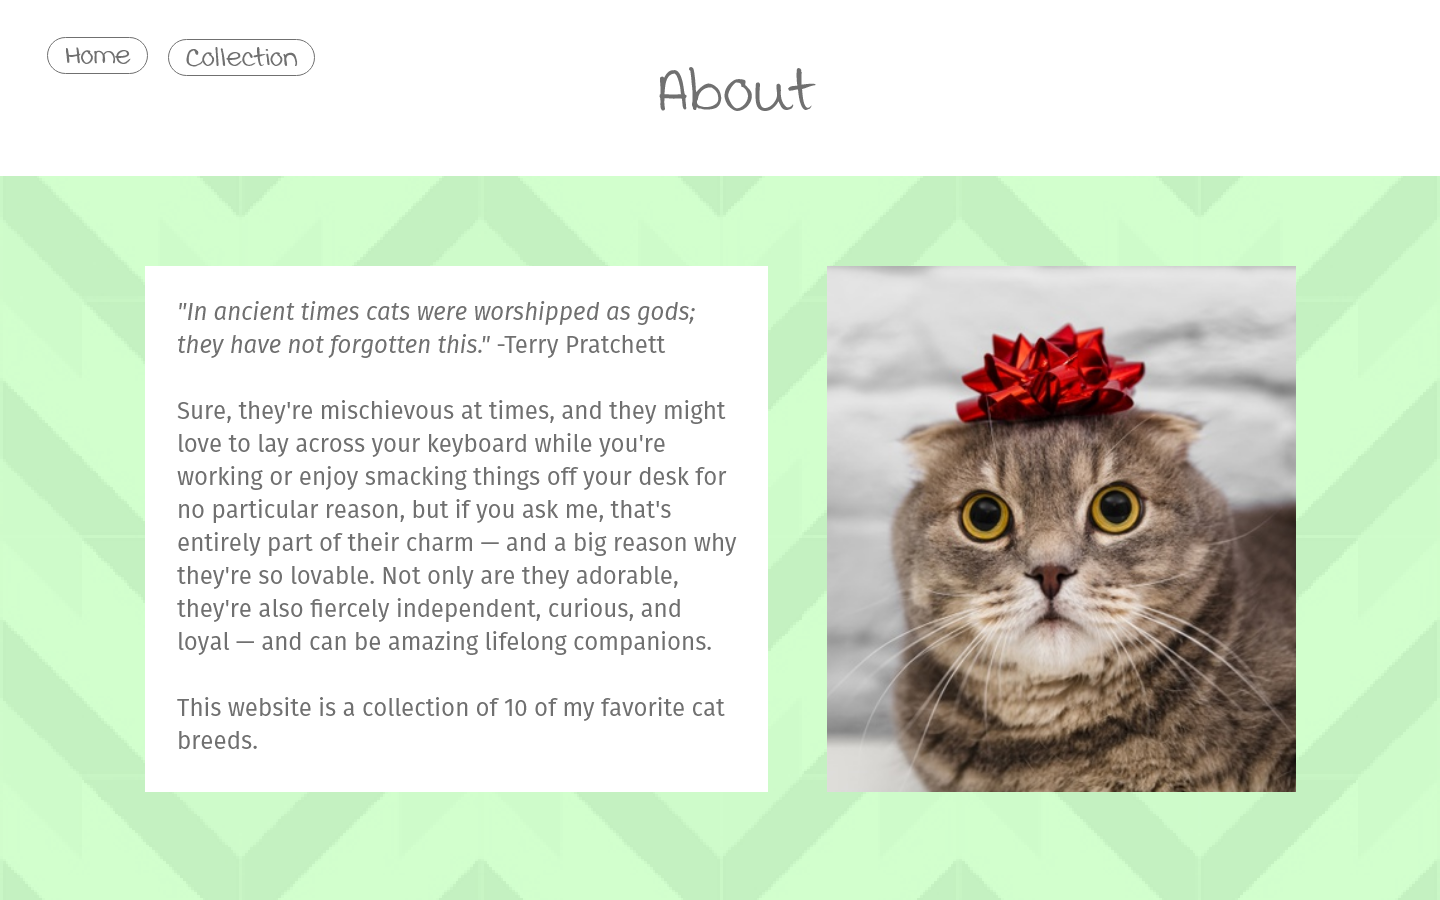 Home
Collection
About
"In ancient times cats were worshipped as gods;
they have not forgotten this." -Terry Pratchett
Sure, they're mischievous at times, and they might
love to lay across your keyboard while you're
working or enjoy smacking things off your desk for
no particular reason, but if you ask me, that's
entirely part of their charm — and a big reason why
they're so lovable. Not only are they adorable,
they're also fiercely independent, curious, and
loyal — and can be amazing lifelong companions.
This website is a collection of 10 of my favorite cat
breeds.